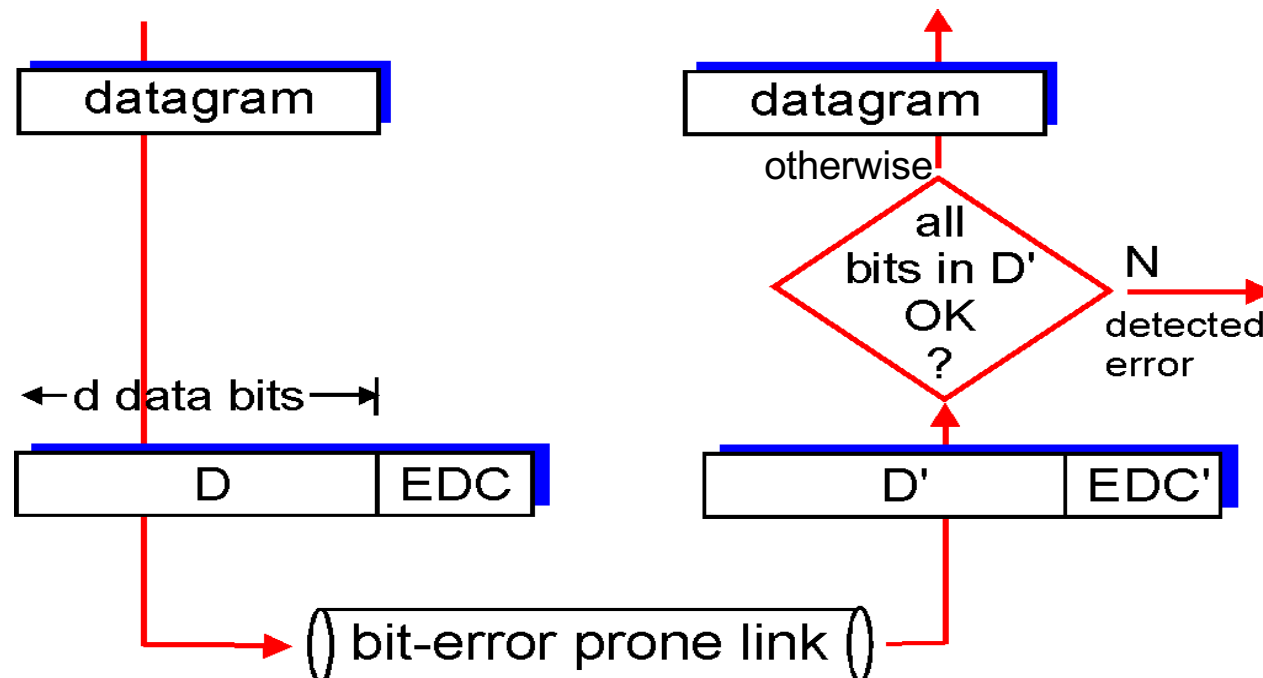 datagram
d data bits
D
EDC
bit-error prone link
datagram
otherwise
all
bits in D'
OK
?
N
detected
error
D'
EDC'